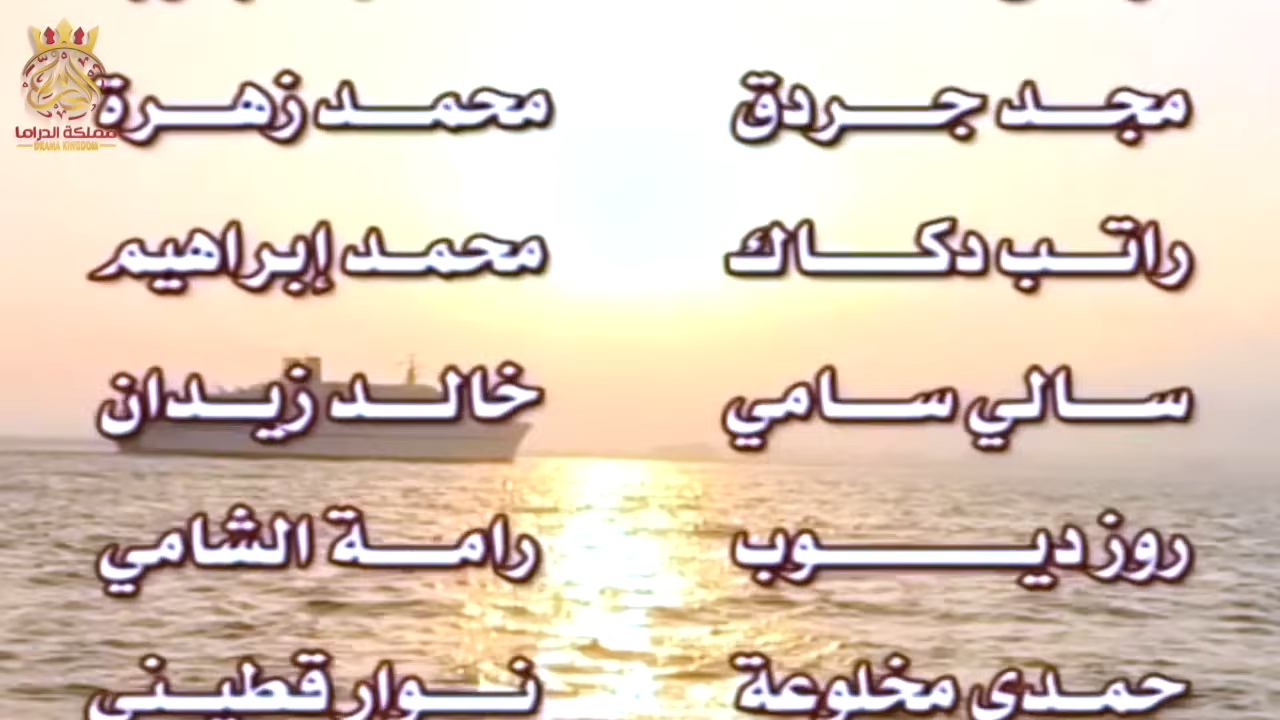 مجد جردق محمد زهرة
راتب دكاك محمد إبراهيم
سالي سامي خالد زيدان
روز ديوب رامة الشامي
حمدي مخلوعة نوار قطيني
مملكة الدراما
DRAMA KINGDOM